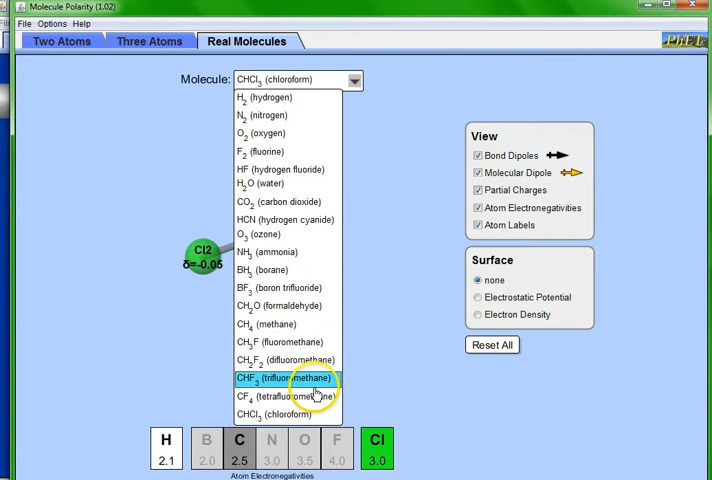 Molecule Polarity (1.02)
File Options Help
Two Atoms Three Atoms Real Molecules
PhET
Molecule: CHCl3 (chloroform)
H2 (hydrogen)
N2 (nitrogen)
O2 (oxygen)
F2 (fluorine)
HF (hydrogen fluoride)
H2O (water)
CO2 (carbon dioxide)
HCN (hydrogen cyanide)
O3 (ozone)
NH3 (ammonia)
BH3 (borane)
BF3 (boron trifluoride)
CH2O (formaldehyde)
CH4 (methane)
CH3F (fluoromethane)
CH2F2 (difluoromethane)
CHF3 (trifluoromethane)
CF4 (tetrafluoromethane)
CHCl3 (chloroform)
Cl2
δ=-0.05
View
Bond Dipoles
Molecular Dipole
Partial Charges
Atom Electronegativities
Atom Labels
Surface
none
Electrostatic Potential
Electron Density
Reset All
H B C N O F Cl
2.1 2.0 2.5 3.0 3.5 4.0 3.0
Atom Electronegativities